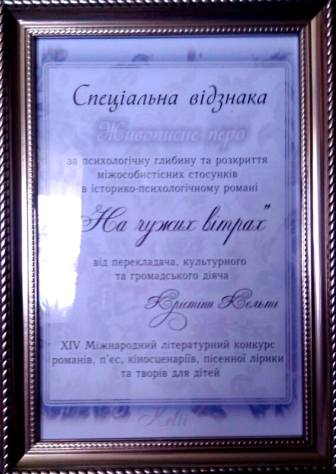 Спеціальна відзнака
Живописне перо
за психологічну глибину та розкриття
міжособистісних стосунків
в історико-психологічному романі
"На чужих вітрах"
від перекладача, культурного
та громадського діяча
Крістіни Кельті
XIV Міжнародний літературний конкурс
романів, п'єс, кіносценаріїв, пісенної лірики
та творів для дітей